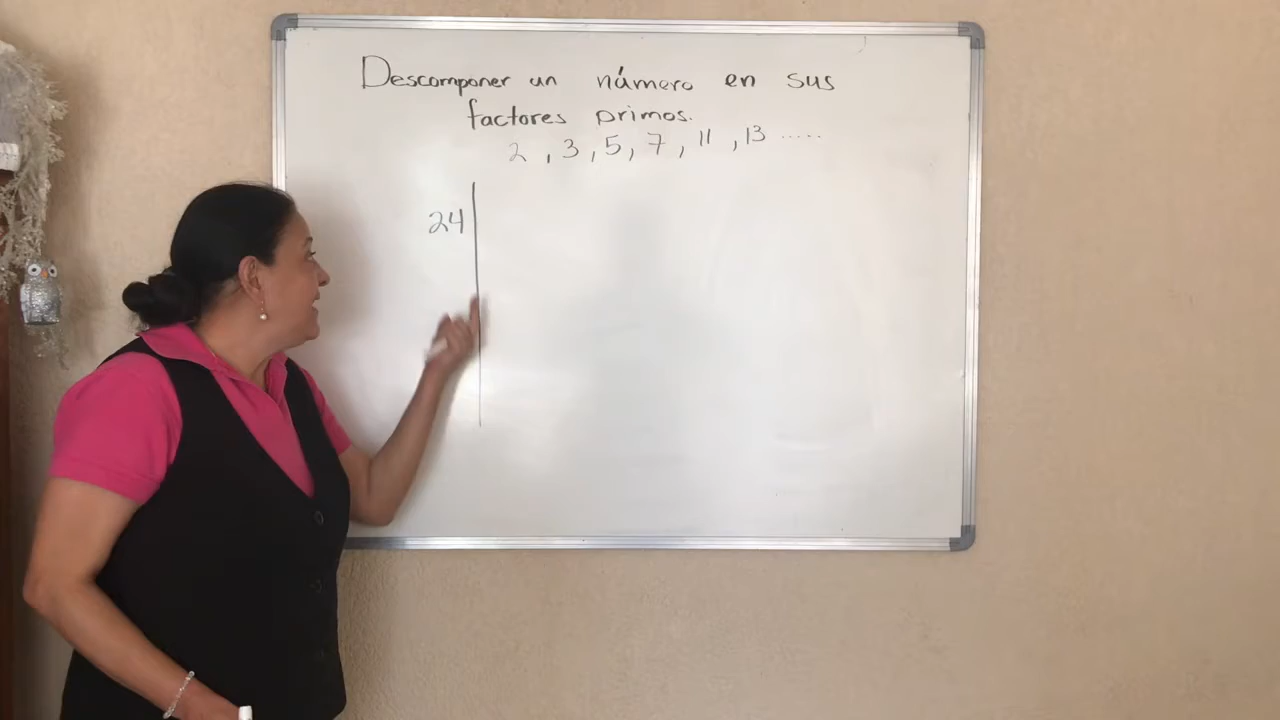 Descomponer un número en sus
factores primos.
2 , 3 , 5 , 7 , 11 , 13 .....
24